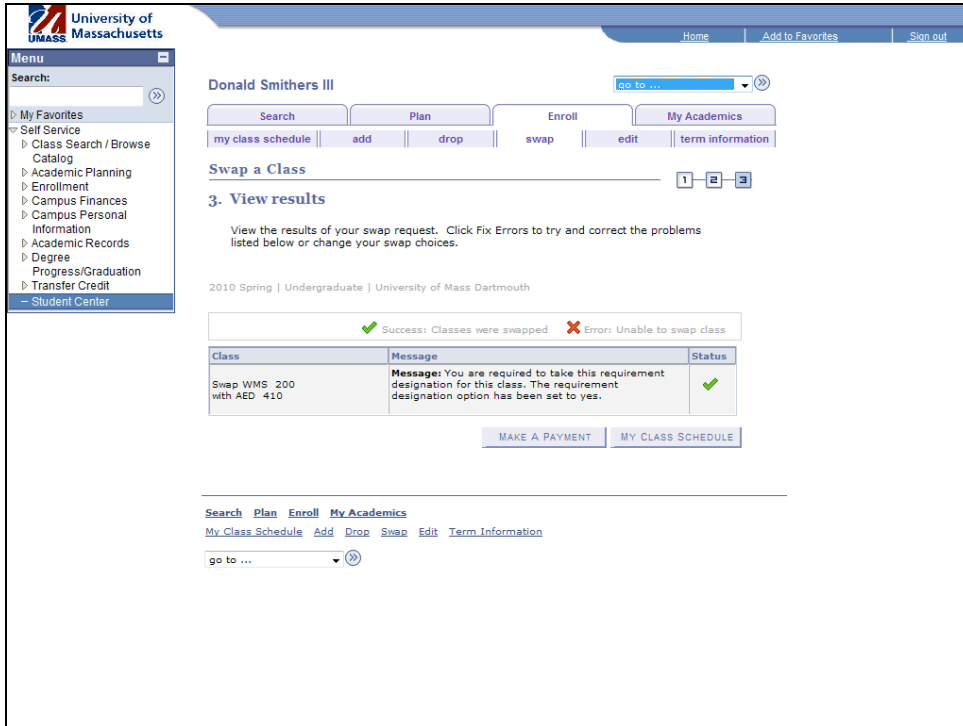 University of
UMASS Massachusetts
Home Add to Favorites Sign out
Menu
Search:
My Favorites
Self Service
Class Search / Browse
Catalog
Academic Planning
Enrollment
Campus Finances
Campus Personal
Information
Academic Records
Degree
Progress/Graduation
Transfer Credit
Student Center
Donald Smithers III
go to ...
Search Plan Enroll My Academics
my class schedule add drop swap edit term information
Swap a Class
1 2 3
3. View results
View the results of your swap request. Click Fix Errors to try and correct the problems
listed below or change your swap choices.
2010 Spring | Undergraduate | University of Mass Dartmouth
Success: Classes were swapped Error: Unable to swap class
Class Message Status
Swap WMS 200
with AED 410
Message: You are required to take this requirement
designation for this class. The requirement
designation option has been set to yes.
MAKE A PAYMENT MY CLASS SCHEDULE
Search Plan Enroll My Academics
My Class Schedule Add Drop Swap Edit Term Information
go to ...